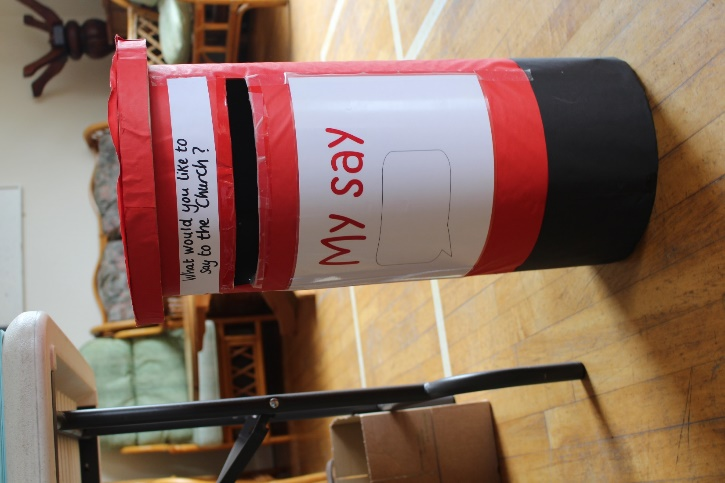 What would you like to
say to the 'Church'?
My say